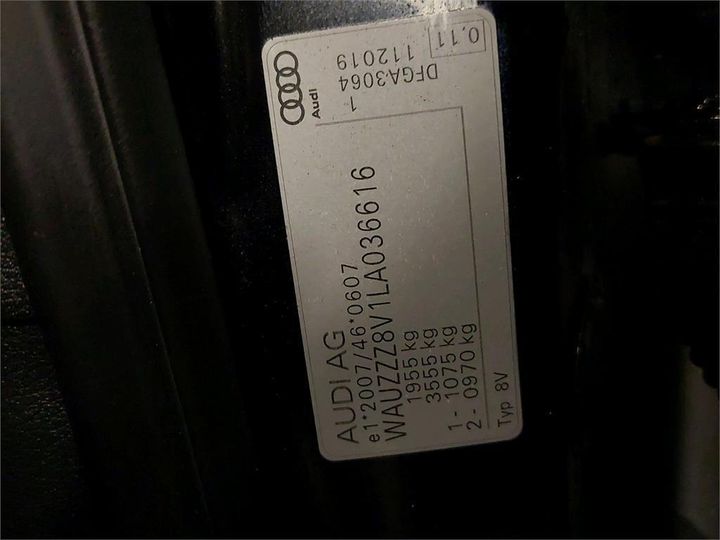 AUDI AG
e1*2007/46*0607
WAUZZZ8V1LA036616
1955 kg
3555 kg
1 - 1075 kg
2 - 0970 kg
Typ 8V
Audi
1
DFGA3064
112019
0.11